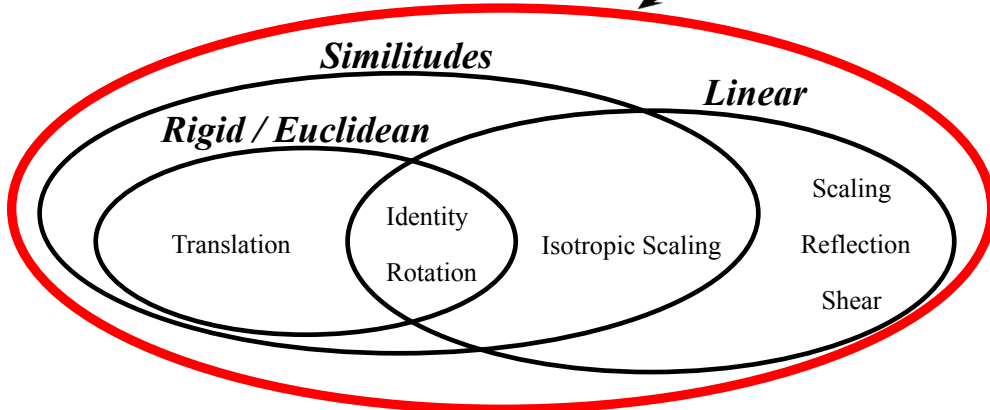 Similitudes
Linear
Rigid / Euclidean
Scaling
Identity
Translation
Isotropic Scaling
Reflection
Rotation
Shear